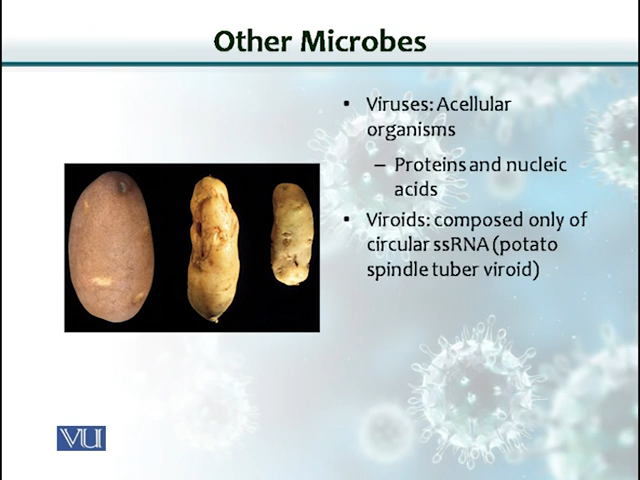 Other Microbes
• Viruses: Acellular
organisms
– Proteins and nucleic
acids
• Viroids: composed only of
circular ssRNA (potato
spindle tuber viroid)
VU